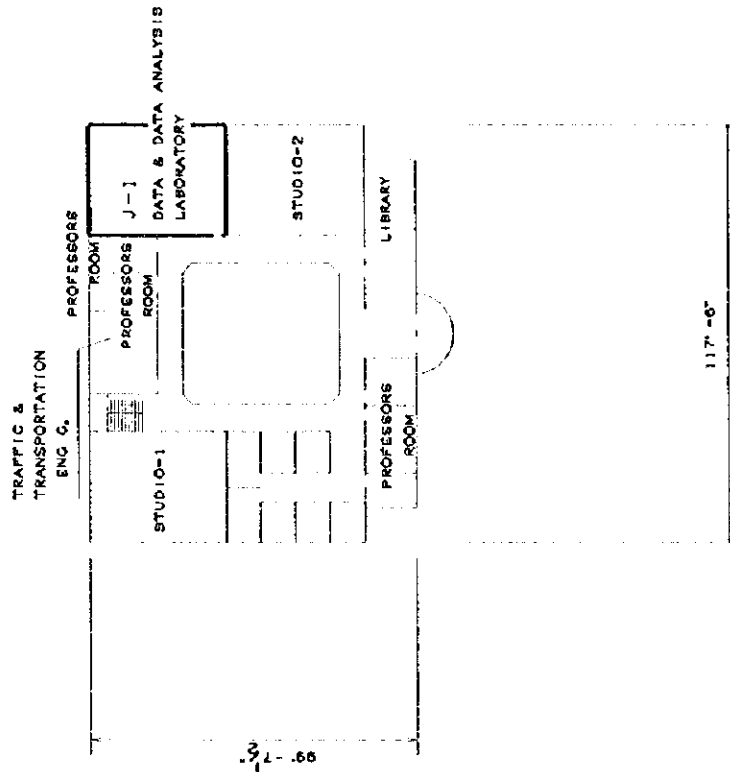 TRAFFIC &
TRANSPORTATION
ENG G.
PROFESSORS
ROOM
PROFESSORS
ROOM
J-1
DATA & DATA ANALYSIS
LABORATORY
STUDIO-1
STUDIO-2
PROFESSORS
ROOM
LIBRARY
117'-6"